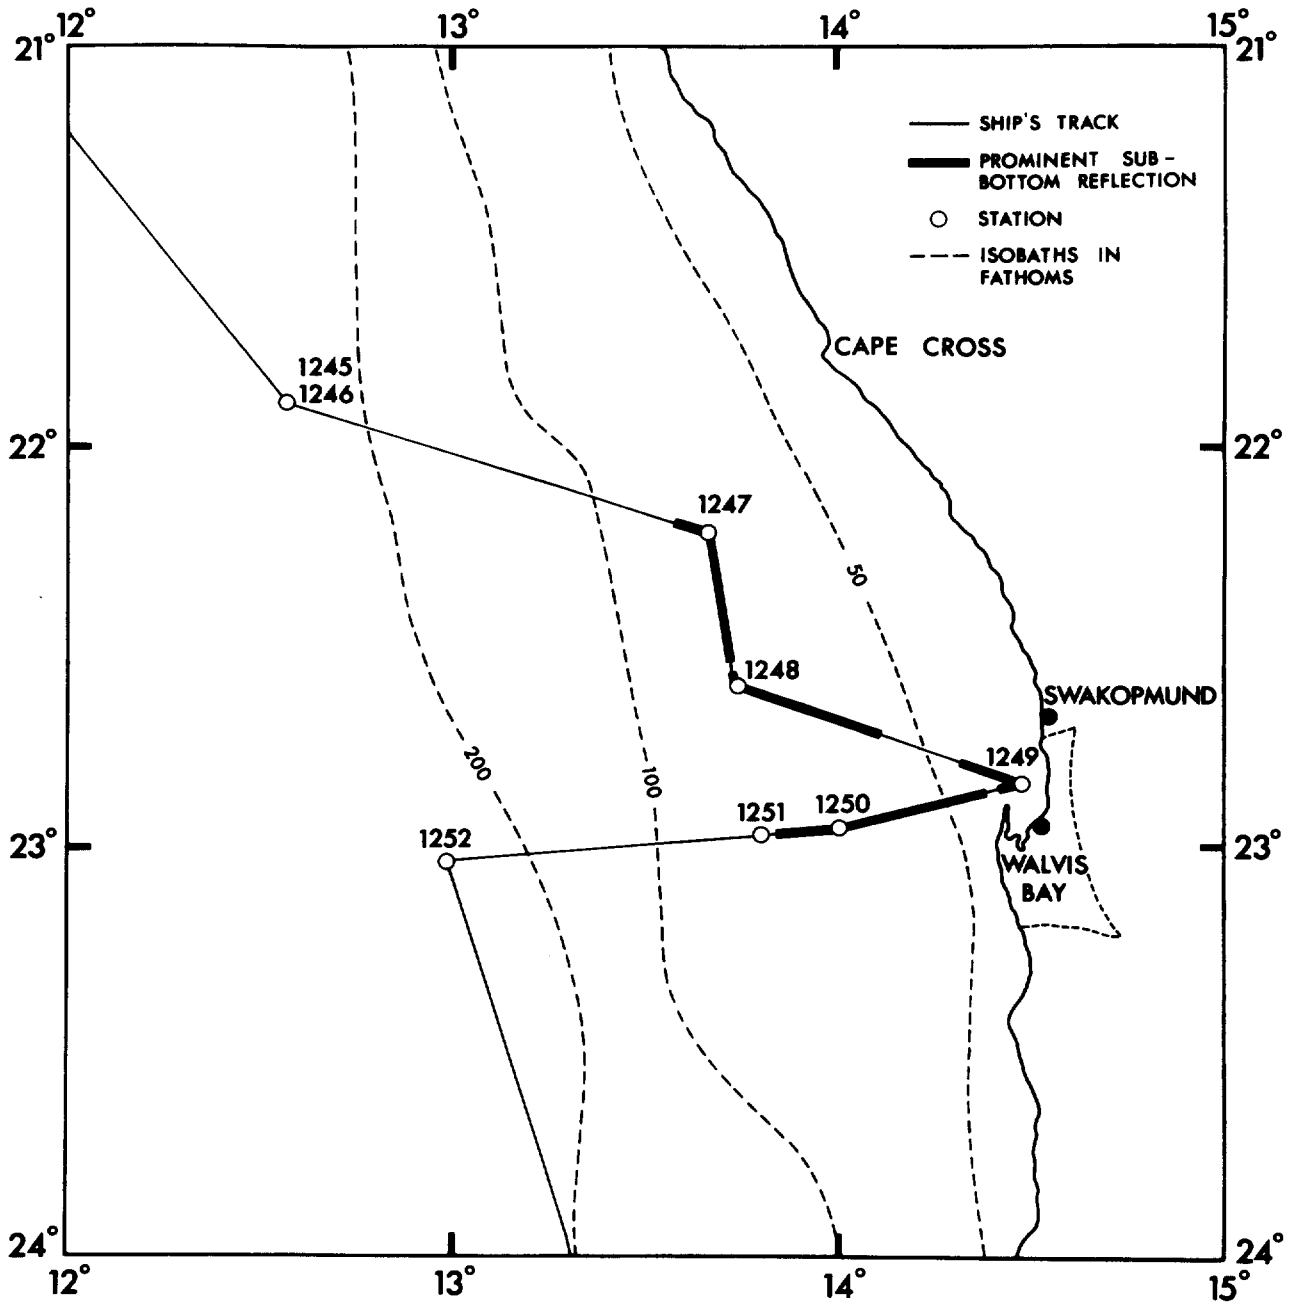 12° 13° 14° 15°
21° 21°
SHIP'S TRACK
PROMINENT SUB-
BOTTOM REFLECTION
STATION
ISOBATHS IN
FATHOMS
CAPE CROSS
1245
1246
22° 22°
1247
50
1248
SWAKOPMUND
1249
200
100
1251 1250
1252
23° 23°
WALVIS
BAY
24° 24°
12° 13° 14° 15°